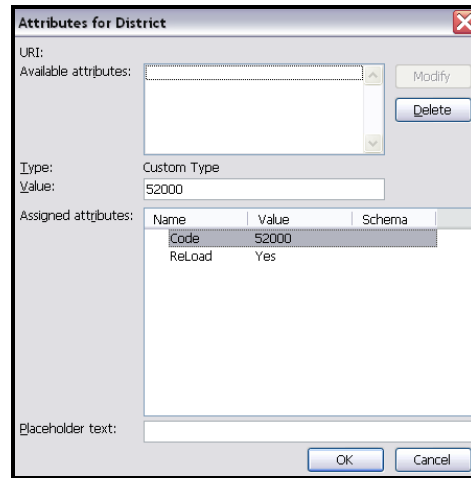 Attributes for District
URI:
Available attributes:
Modify
Delete
Type: Custom Type
Value: 52000
Assigned attributes: Name Value Schema
Code 52000
ReLoad Yes
Placeholder text:
OK Cancel